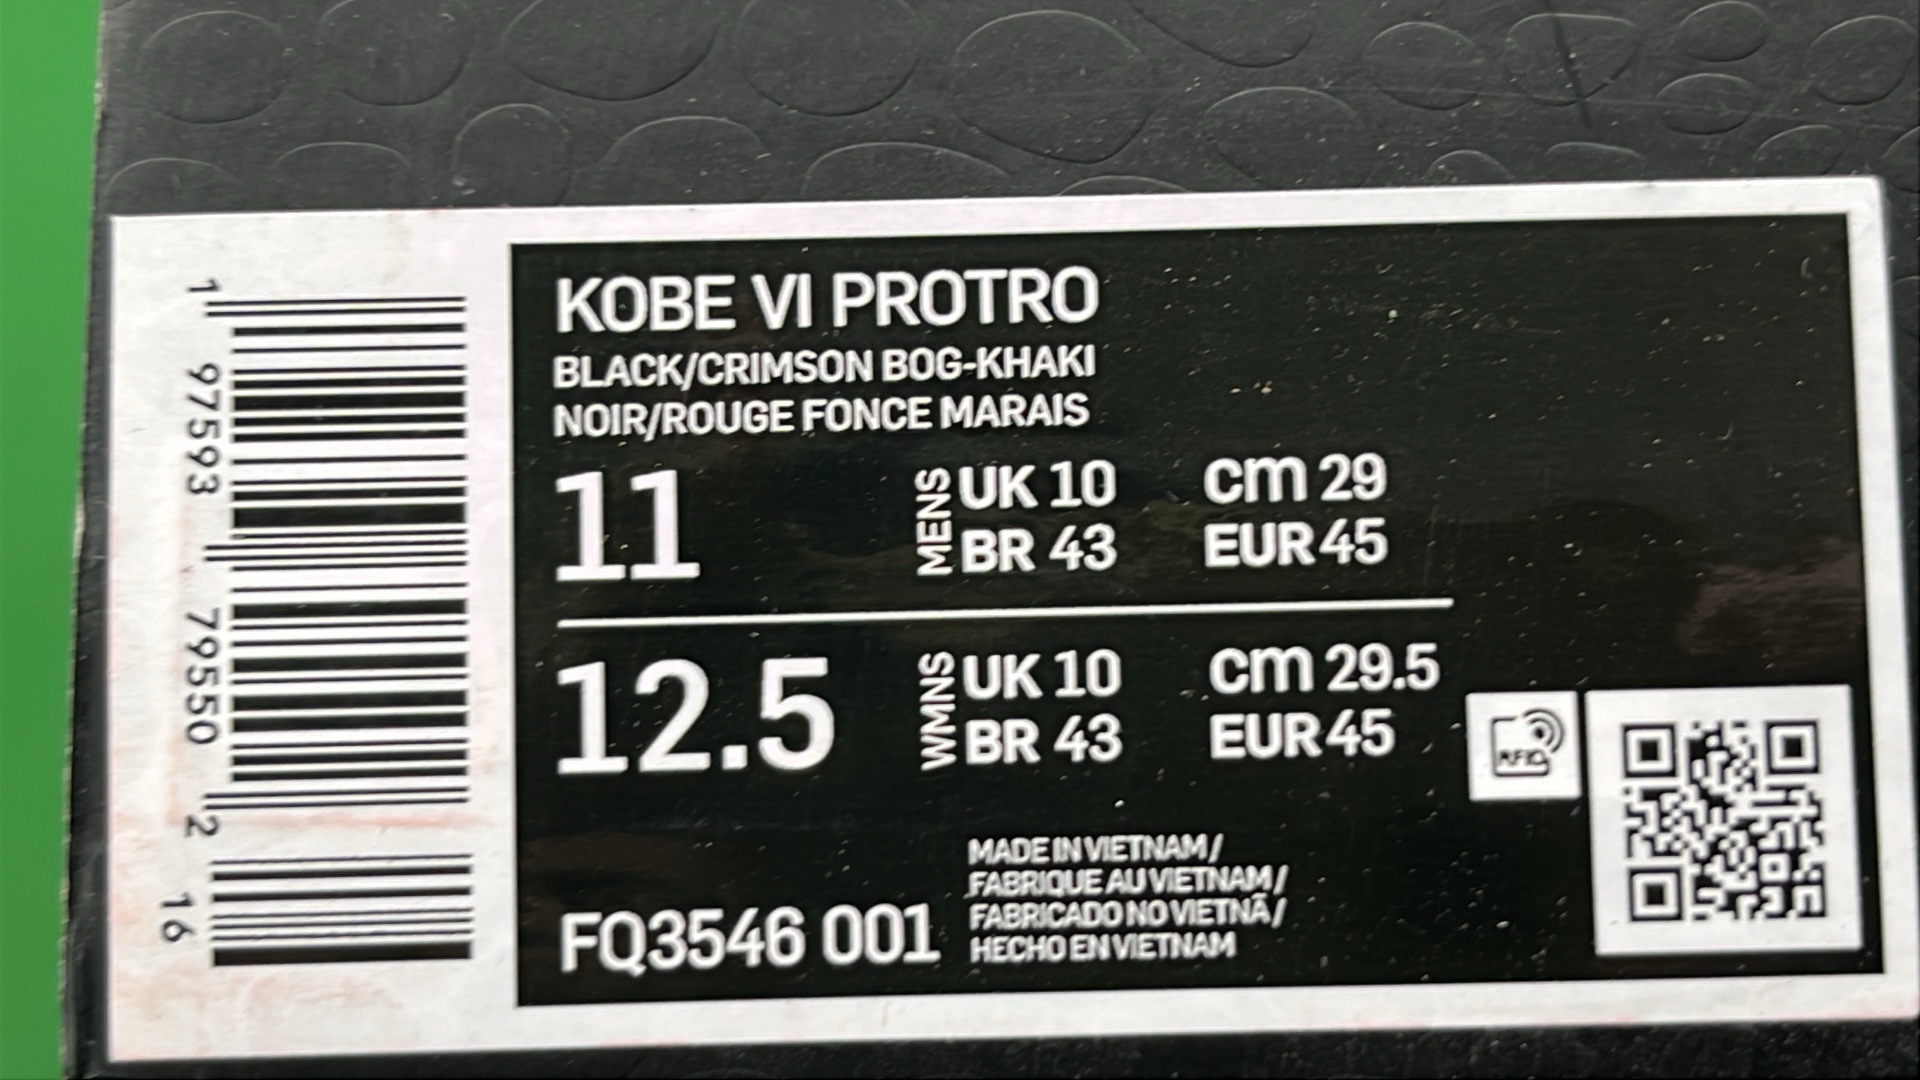 1 97593 79550 2 16
KOBE VI PROTRO
BLACK/CRIMSON BOG-KHAKI
NOIR/ROUGE FONCE MARAIS
11 MENS UK 10 cm 29
BR 43 EUR 45
12.5 WMNS UK 10 cm 29.5
BR 43 EUR 45
RFID
FQ3546 001
MADE IN VIETNAM /
FABRIQUE AU VIETNAM /
FABRICADO NO VIETNÃ /
HECHO EN VIETNAM